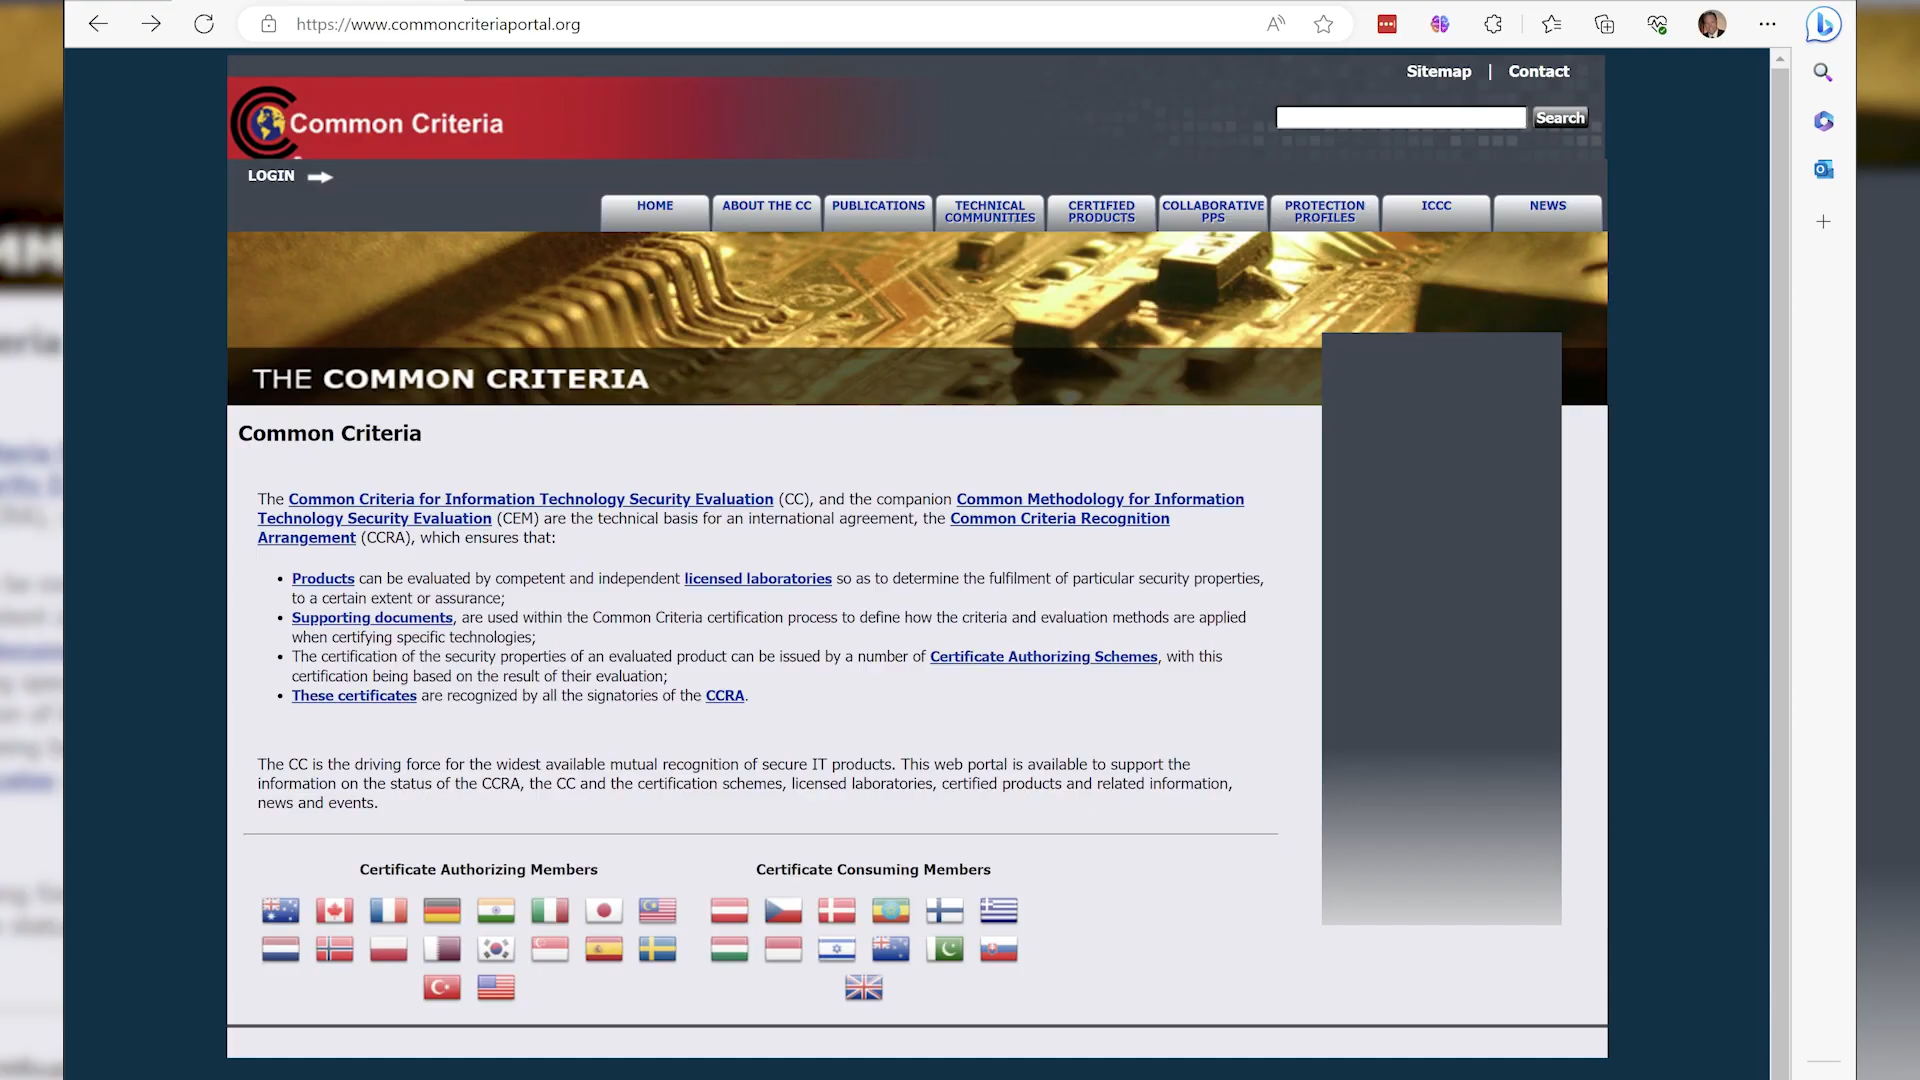 https://www.commoncriteriaportal.org
Sitemap | Contact
Common Criteria
Search
LOGIN
HOME
ABOUT THE CC
PUBLICATIONS
TECHNICAL COMMUNITIES
CERTIFIED PRODUCTS
COLLABORATIVE PPS
PROTECTION PROFILES
ICCC
NEWS
THE COMMON CRITERIA
Common Criteria
The Common Criteria for Information Technology Security Evaluation (CC), and the companion Common Methodology for Information
Technology Security Evaluation (CEM) are the technical basis for an international agreement, the Common Criteria Recognition
Arrangement (CCRA), which ensures that:
• Products can be evaluated by competent and independent licensed laboratories so as to determine the fulfilment of particular security properties,
to a certain extent or assurance;
• Supporting documents, are used within the Common Criteria certification process to define how the criteria and evaluation methods are applied
when certifying specific technologies;
• The certification of the security properties of an evaluated product can be issued by a number of Certificate Authorizing Schemes, with this
certification being based on the result of their evaluation;
• These certificates are recognized by all the signatories of the CCRA.
The CC is the driving force for the widest available mutual recognition of secure IT products. This web portal is available to support the
information on the status of the CCRA, the CC and the certification schemes, licensed laboratories, certified products and related information,
news and events.
Certificate Authorizing Members
Certificate Consuming Members